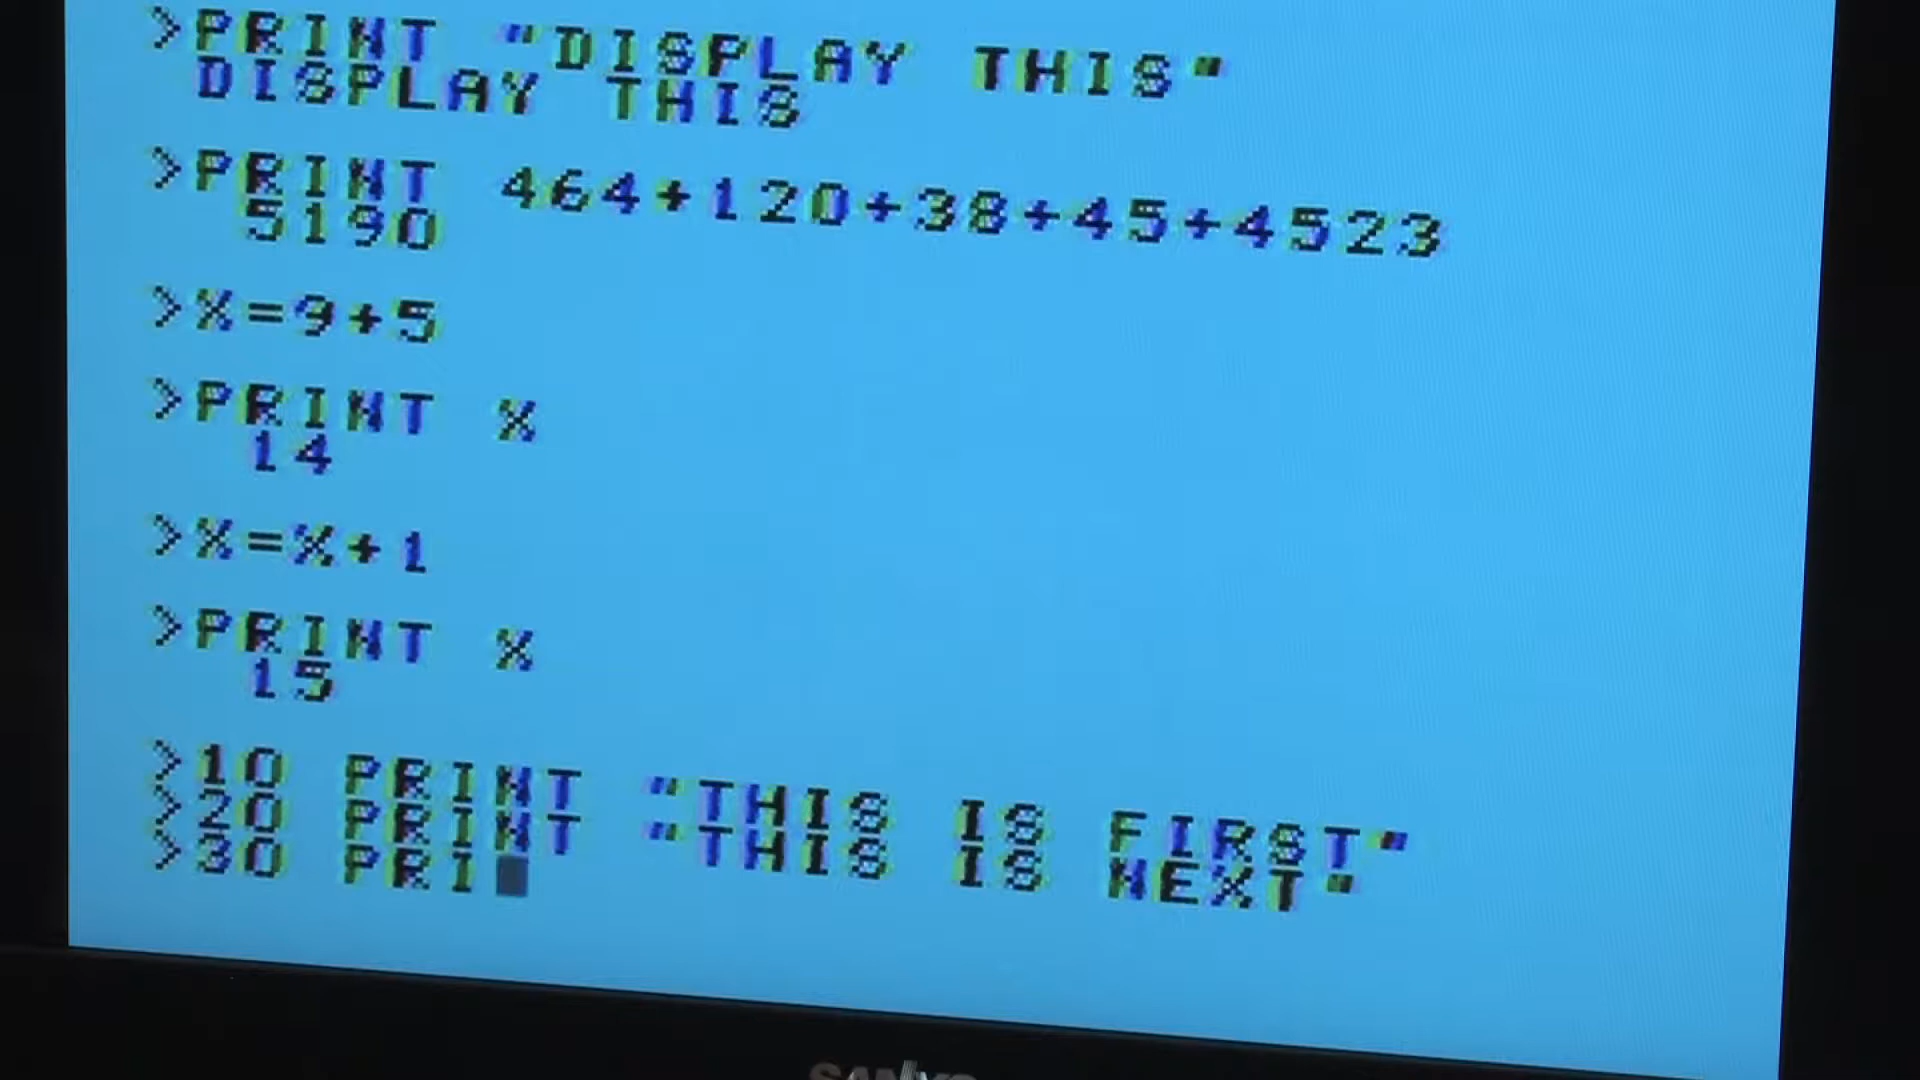 >PRINT "DISPLAY THIS"
DISPLAY THIS
>PRINT 464+120+38+45+4523
5190
>X=9+5
>PRINT X
14
>X=X+1
>PRINT X
15
>10 PRINT "THIS IS FIRST"
>20 PRINT "THIS IS NEXT"
>30 PRI
SANYO